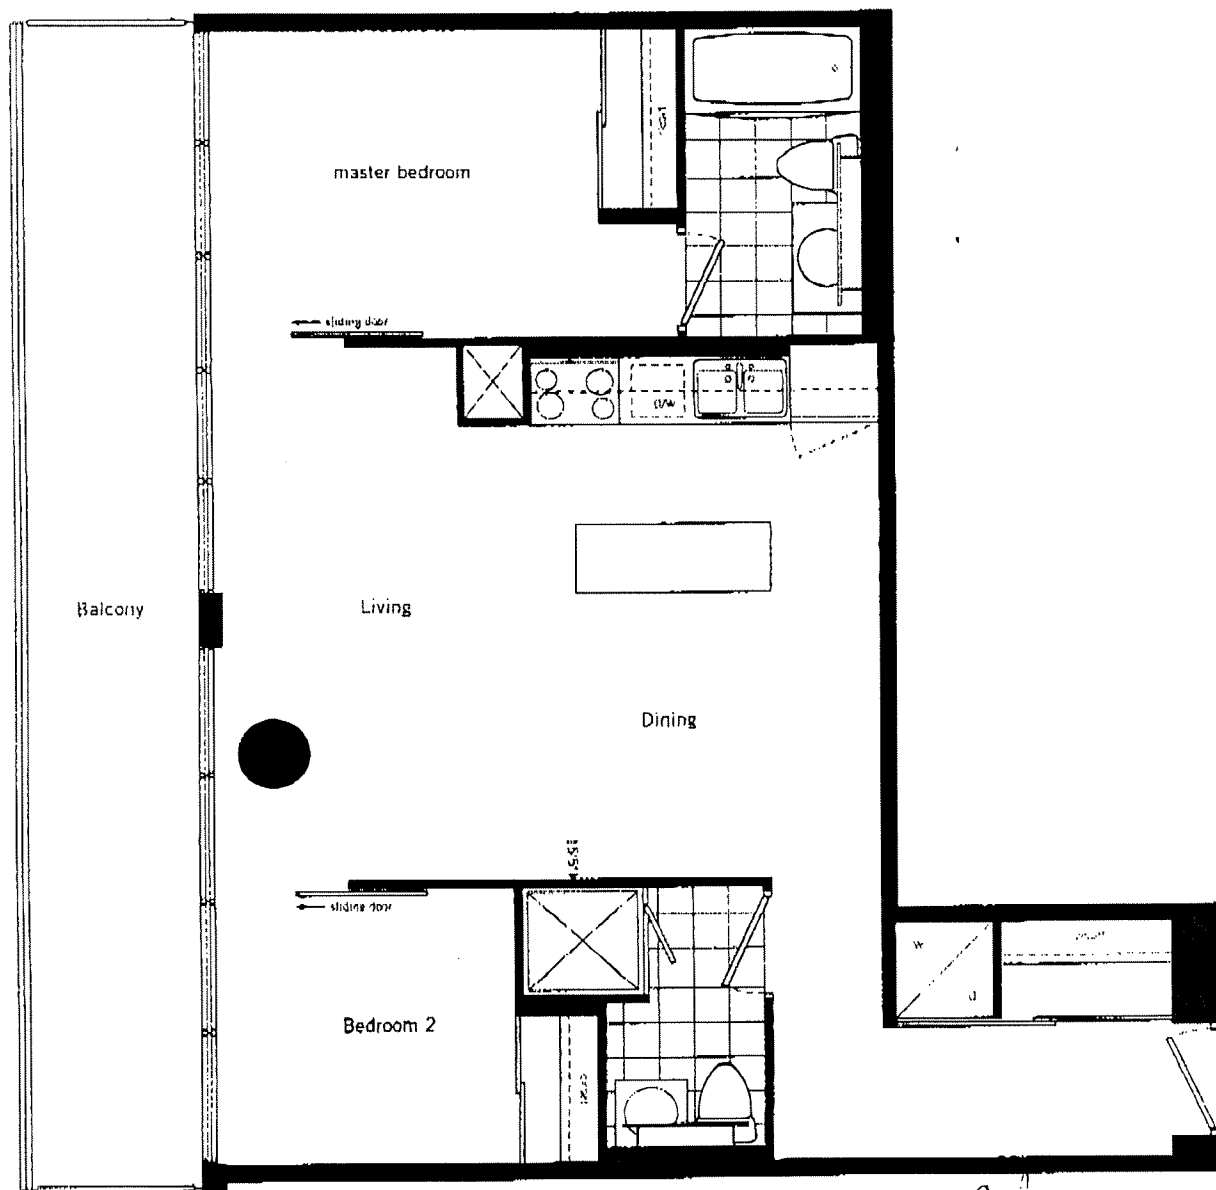 master bedroom
sliding door
D/W
Balcony
Living
Dining
sliding door
W
d
Bedroom 2